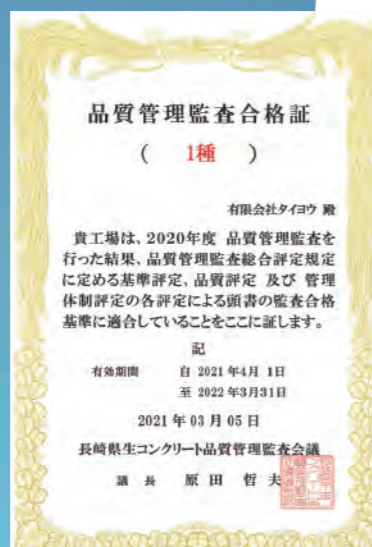 品質管理監査合格証
( 1種 )
有限会社タイヨウ 殿
貴工場は、2020年度 品質管理監査を
行った結果、品質管理監査総合評定規定
に定める基準評定、品質評定 及び 管理
体制評定の各評定による頭書の監査合格
基準に適合していることをここに証します。
記
有効期間 自 2021年4月 1日
至 2022年3月31日
2021年03月05日
長崎県生コンクリート品質管理監査会議
議 長 原 田 哲 夫